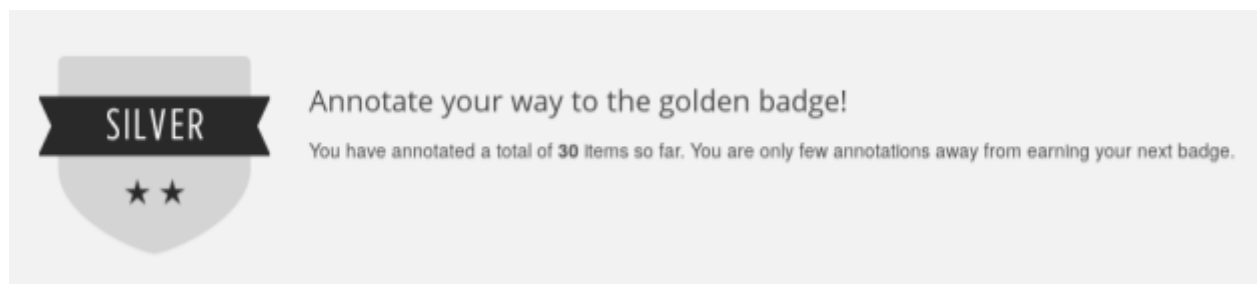 SILVER
Annotate your way to the golden badge!
You have annotated a total of 30 items so far. You are only few annotations away from earning your next badge.